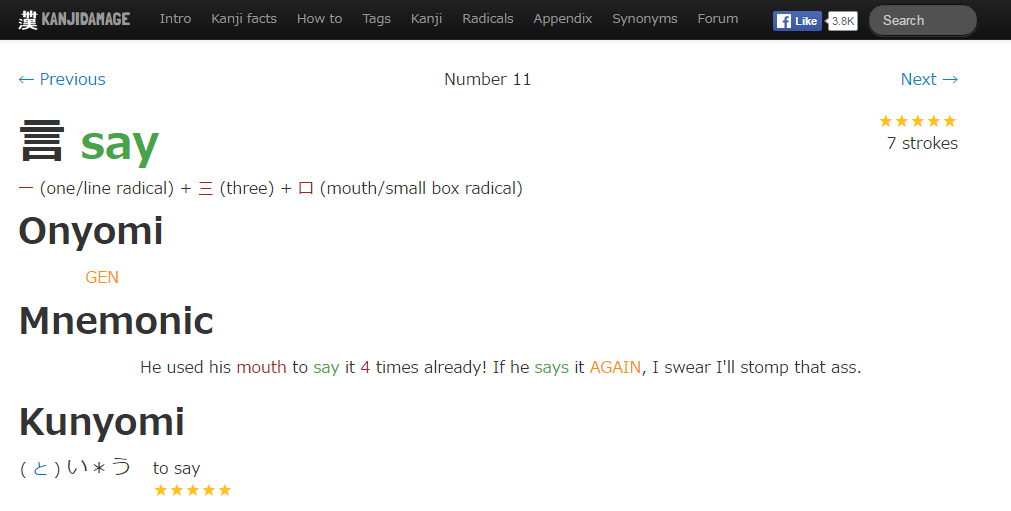 漢 KANJIDAMAGE Intro Kanji facts How to Tags Kanji Radicals Appendix Synonyms Forum Like 3.8K Search
← Previous Number 11 Next →
言 say ★★★★★
7 strokes
一 (one/line radical) + 三 (three) + 口 (mouth/small box radical)
Onyomi
GEN
Mnemonic
He used his mouth to say it 4 times already! If he says it AGAIN, I swear I'll stomp that ass.
Kunyomi
(と) い＊う to say
★★★★★